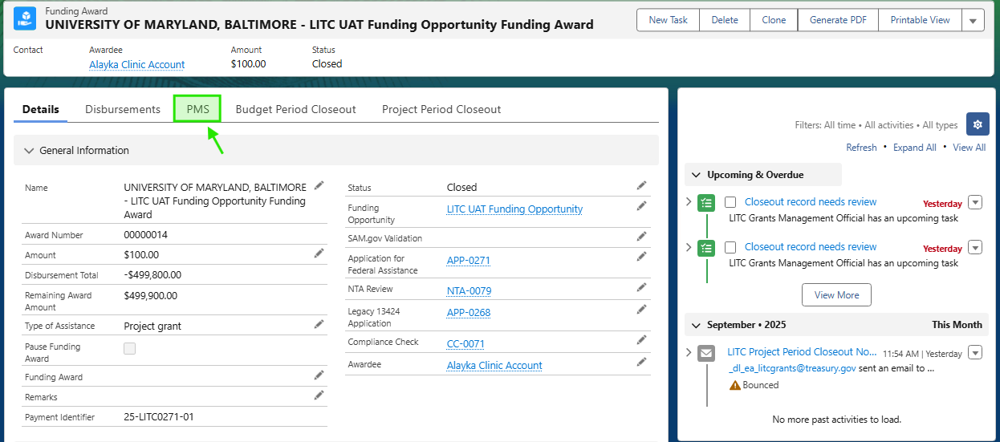 Funding Award
UNIVERSITY OF MARYLAND, BALTIMORE - LITC UAT Funding Opportunity Funding Award
New Task
Delete
Clone
Generate PDF
Printable View
Contact
Awardee
Amount
Status
Alayka Clinic Account
$100.00
Closed
Details
Disbursements
PMS
Budget Period Closeout
Project Period Closeout
General Information
Name
UNIVERSITY OF MARYLAND, BALTIMORE
- LITC UAT Funding Opportunity Funding
Award
Award Number
00000014
Amount
$100.00
Disbursement Total
-$499,800.00
Remaining Award
Amount
$499,900.00
Type of Assistance
Project grant
Pause Funding
Award
Funding Award
Remarks
Payment Identifier
25-LITC0271-01
Status
Closed
Funding
Opportunity
LITC UAT Funding Opportunity
SAM.gov Validation
Application for
Federal Assistance
APP-0271
NTA Review
NTA-0079
Legacy 13424
Application
APP-0268
Compliance Check
CC-0071
Awardee
Alayka Clinic Account
Filters: All time • All activities • All types
Refresh • Expand All • View All
Upcoming & Overdue
Closeout record needs review
Yesterday
LITC Grants Management Official has an upcoming task
Closeout record needs review
Yesterday
LITC Grants Management Official has an upcoming task
View More
September • 2025
This Month
LITC Project Period Closeout No...
11:54 AM | Yesterday
_dl_ea_litcgrants@treasury.gov sent an email to ...
Bounced
No more past activities to load.